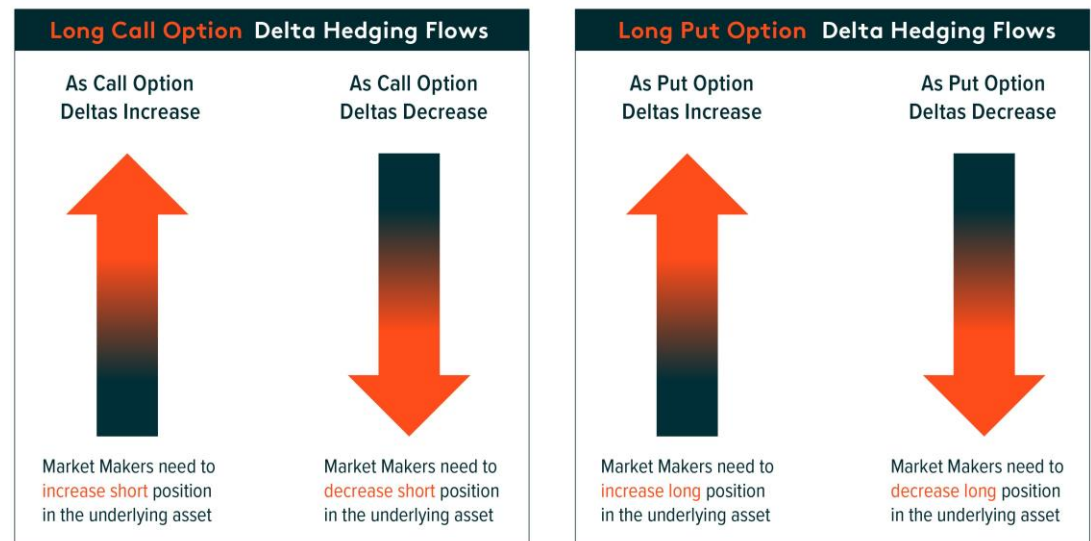 Long Call Option Delta Hedging Flows
As Call Option
Deltas Increase
As Call Option
Deltas Decrease
Market Makers need to
increase short position
in the underlying asset
Market Makers need to
decrease short position
in the underlying asset
Long Put Option Delta Hedging Flows
As Put Option
Deltas Increase
As Put Option
Deltas Decrease
Market Makers need to
increase long position
in the underlying asset
Market Makers need to
decrease long position
in the underlying asset